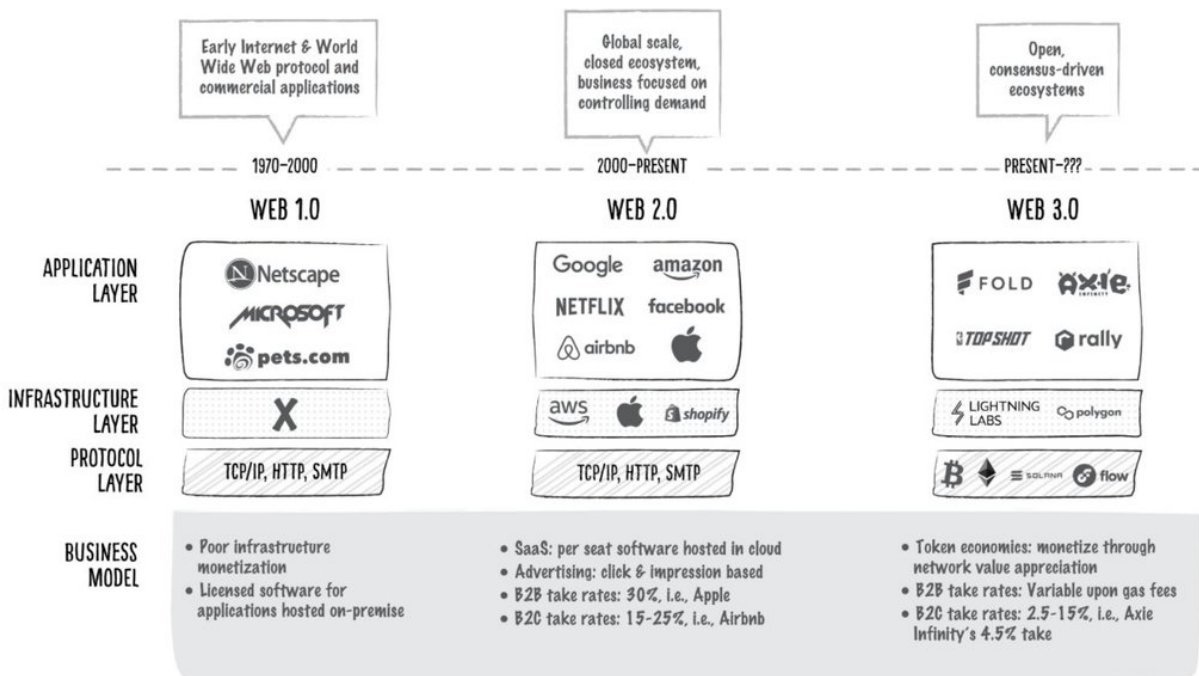 Early Internet & World
Wide Web protocol and
commercial applications
Global scale,
closed ecosystem,
business focused on
controlling demand
Open,
consensus-driven
ecosystems
1970-2000
2000-PRESENT
PRESENT-???
WEB 1.0
WEB 2.0
WEB 3.0
APPLICATION
LAYER
N Netscape
MICROSOFT
pets.com
Google
amazon
NETFLIX
facebook
airbnb
FOLD
AXIE
INFINITY
TOP SHOT
rally
INFRASTRUCTURE
LAYER
X
aws
shopify
LIGHTNING
LABS
polygon
PROTOCOL
LAYER
TCP/IP, HTTP, SMTP
TCP/IP, HTTP, SMTP
SOLANA
flow
BUSINESS
MODEL
• Poor infrastructure
monetization
• Licensed software for
applications hosted on-premise
• SaaS: per seat software hosted in cloud
• Advertising: click & impression based
• B2B take rates: 30%, i.e., Apple
• B2C take rates: 15-25%, i.e., Airbnb
• Token economics: monetize through
network value appreciation
• B2B take rates: Variable upon gas fees
• B2C take rates: 2.5-15%, i.e., Axie
Infinity's 4.5% take